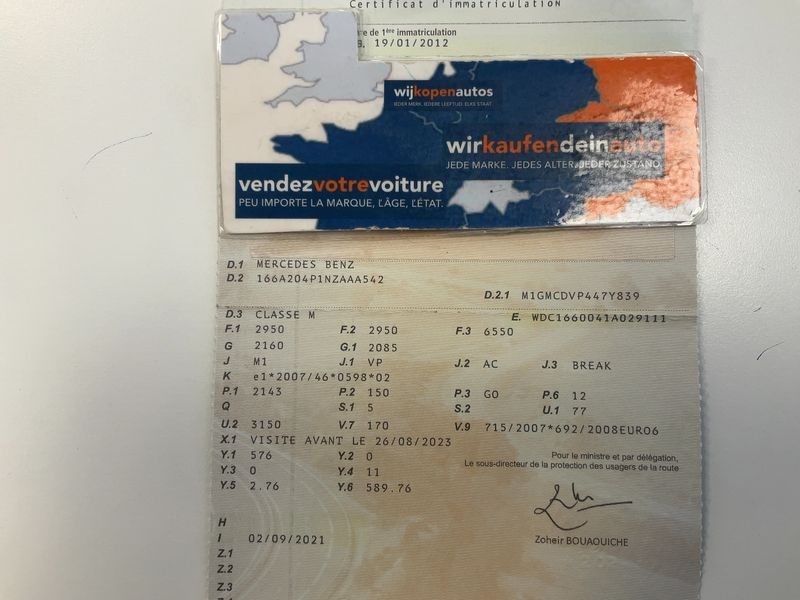 Certificat d'immatriculation
re de 1ère immatriculation
B. 19/01/2012
wijkopenautos
IEDER MERK. IEDERE LEEFTIJD. ELKE STAAT
wirkaufendeinauto
JEDE MARKE. JEDES ALTER. JEDER ZUSTAND.
vendezvotrevoiture
PEU IMPORTE LA MARQUE, L'ÂGE, L'ÉTAT.
D.1 MERCEDES BENZ
D.2 166A204P1NZAAA542
D.2.1 M1GMCDVP447Y839
D.3 CLASSE M E. WDC1660041A029111
F.1 2950 F.2 2950 F.3 6550
G 2160 G.1 2085
J M1 J.1 VP J.2 AC J.3 BREAK
K e1*2007/46*0598*02
P.1 2143 P.2 150 P.3 GO P.6 12
Q S.1 5 S.2 U.1 77
U.2 3150 V.7 170 V.9 715/2007*692/2008EURO6
X.1 VISITE AVANT LE 26/08/2023
Y.1 576 Y.2 0
Y.3 0 Y.4 11
Y.5 2.76 Y.6 589.76
Pour le ministre et par délégation,
Le sous-directeur de la protection des usagers de la route
Zoheir BOUAOUICHE
H
I 02/09/2021
Z.1
Z.2
Z.3